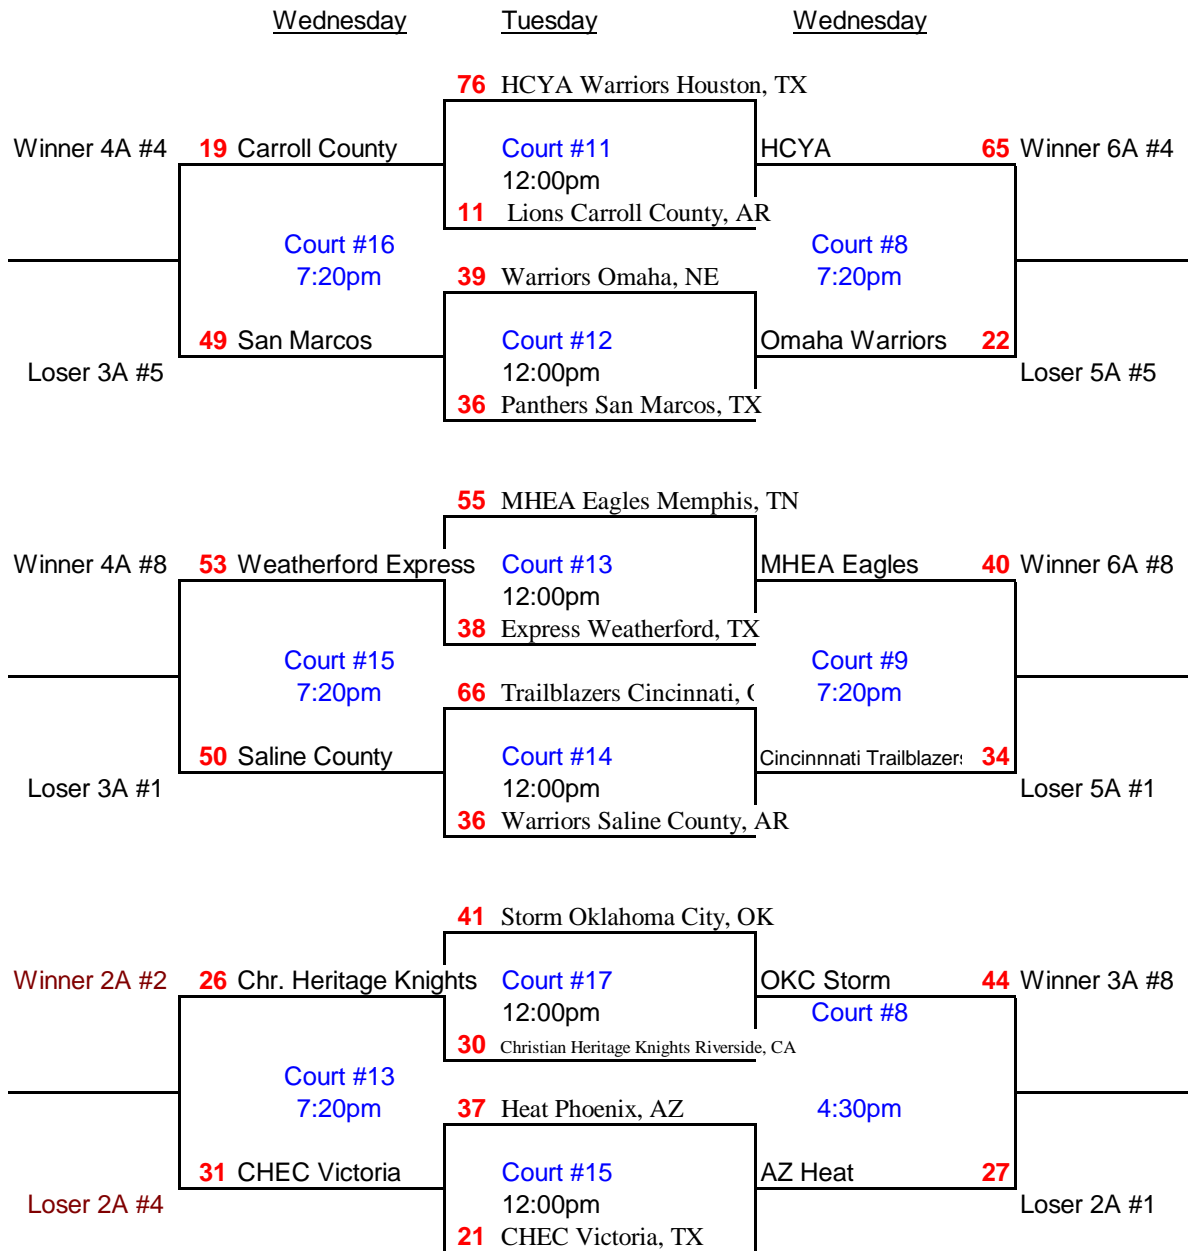 Wednesday Tuesday Wednesday
76 HCYA Warriors Houston, TX
Winner 4A #4 19 Carroll County Court #11 HCYA 65 Winner 6A #4
12:00pm
11 Lions Carroll County, AR
Court #16 Court #8
7:20pm 39 Warriors Omaha, NE 7:20pm
49 San Marcos Court #12 Omaha Warriors 22
Loser 3A #5 12:00pm Loser 5A #5
36 Panthers San Marcos, TX
55 MHEA Eagles Memphis, TN
Winner 4A #8 53 Weatherford Express Court #13 MHEA Eagles 40 Winner 6A #8
12:00pm
38 Express Weatherford, TX
Court #15 Court #9
7:20pm 66 Trailblazers Cincinnati, 7:20pm
50 Saline County Court #14 Cincinnnati Trailblazers 34
Loser 3A #1 12:00pm Loser 5A #1
36 Warriors Saline County, AR
41 Storm Oklahoma City, OK
Winner 2A #2 26 Chr. Heritage Knights Court #17 OKC Storm 44 Winner 3A #8
12:00pm Court #8
30 Christian Heritage Knights Riverside, CA
Court #13
7:20pm 37 Heat Phoenix, AZ 4:30pm
31 CHEC Victoria Court #15 AZ Heat 27
Loser 2A #4 12:00pm Loser 2A #1
21 CHEC Victoria, TX